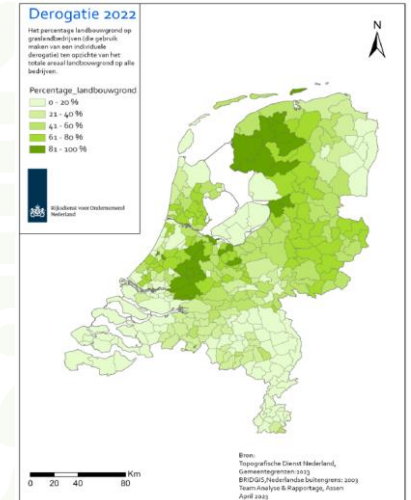 Derogatie 2022
Het percentage landbouwgrond op
graslandbedrijven (die gebruik
maken van een individuele
derogatie) ten opzichte van het
totale areaal landbouwgrond op alle
bedrijven.
Percentage_landbouwgrond
0 - 20 %
21 - 40 %
41 - 60 %
61 - 80 %
81 - 100 %
Rijksdienst voor Ondernemend
Nederland
N
Km
0 20 40 80
Bron:
Topografische Dienst Nederland,
Gemeentegrenzen: 2023
BRIDGIS,Nederlandse buitengrens: 2003
Team Analyse & Rapportage, Assen
April 2023